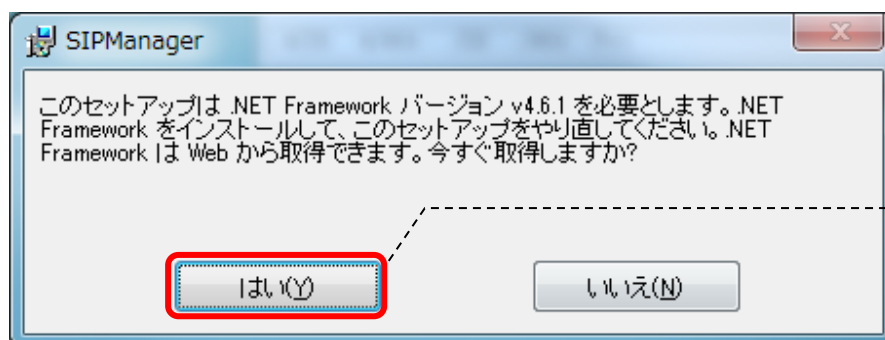 SIPManager
このセットアップは .NET Framework バージョン v4.6.1 を必要とします。.NET
Framework をインストールして、このセットアップをやり直してください。.NET
Framework は Web から取得できます。今すぐ取得しますか?
はい(Y)
いいえ(N)